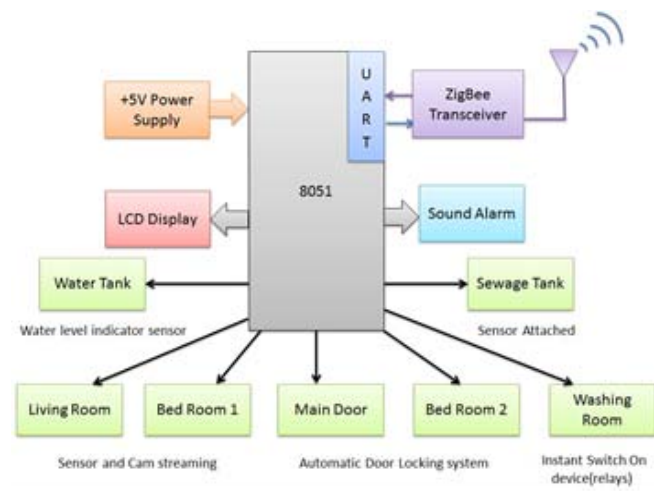 +5V Power
Supply
U
A
R
T
ZigBee
Transceiver
8051
LCD Display
Sound Alarm
Water Tank
Sewage Tank
Water level indicator sensor
Sensor Attached
Living Room
Bed Room 1
Main Door
Bed Room 2
Washing
Room
Sensor and Cam streaming
Automatic Door Locking system
Instant Switch On
device(relays)